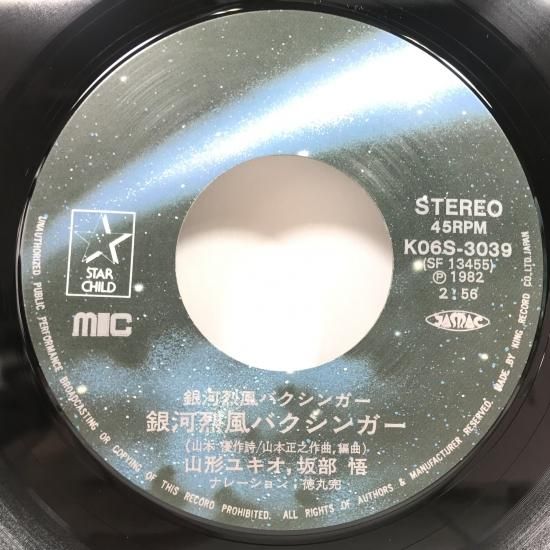 STEREO
45RPM
K06S-3039
(SF 13455)
Ⓟ 1982
2:56
JASRAC
STAR
CHILD
mic
銀河烈風バクシンガー
銀河烈風バクシンガー
(山本 優作詩/山本正之作曲,編曲)
山形ユキオ,坂部 悟
ナレーション;徳丸完
UNAUTHORIZED PUBLIC PERFORMANCE BROADCASTING OR COPYING OF THIS RECORD PROHIBITED. ALL RIGHTS OF AUTHORS & MANUFACTURER RESERVED. MADE BY KING RECORD CO., LTD. JAPAN